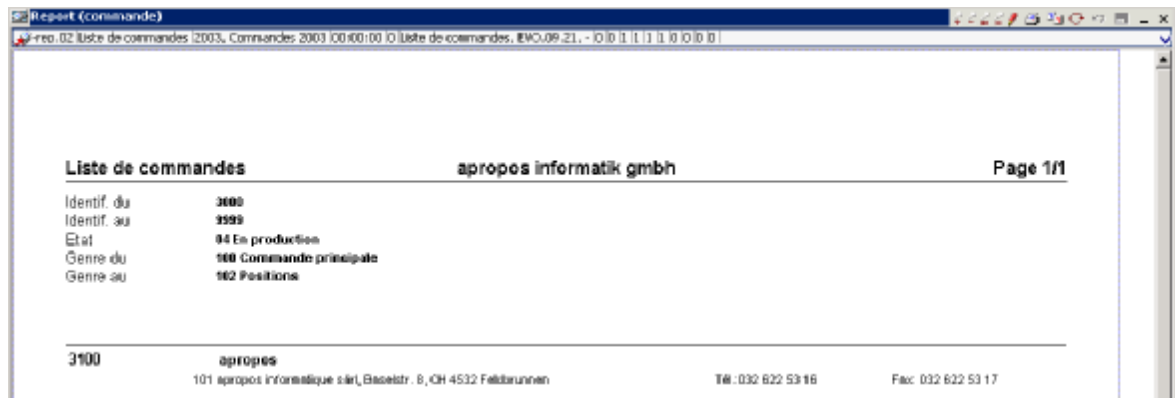 Report (commande)
-rep.02 Liste de commandes 2003, Commandes 2003 00:00:00 0 Liste de commandes. EVO.09.21. - 0 0 1 1 1 1 0 0 0 0
Liste de commandes apropos informatik gmbh Page 1/1
Identif. du 3000
Identif. au 9999
Etat 04 En production
Genre du 100 Commande principale
Genre au 102 Positions
3100 apropos
101 apropos informatique sàrl, Baselstr. 8, CH 4532 Feldbrunnen Tél.: 032 622 53 16 Fax: 032 622 53 17